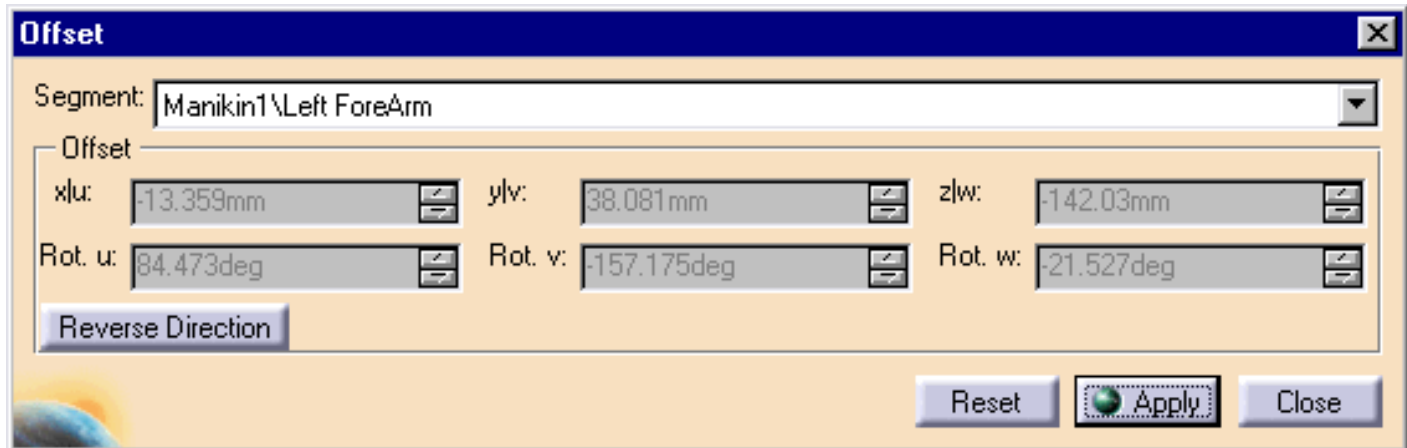 Offset
Segment: Manikin1\Left ForeArm
Offset
x|u: -13.359mm y|v: 38.081mm z|w: -142.03mm
Rot. u: 84.473deg Rot. v: -157.175deg Rot. w: -21.527deg
Reverse Direction
Reset Apply Close